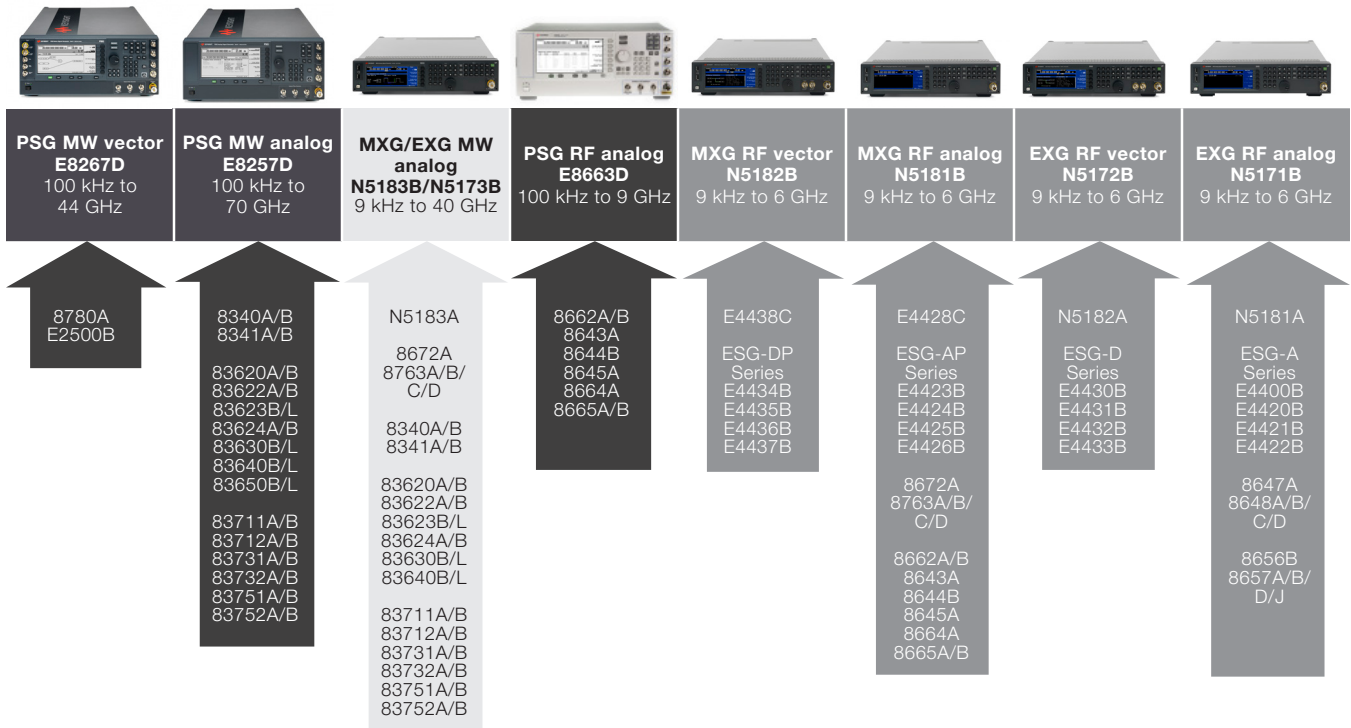 PSG MW vector
E8267D
100 kHz to
44 GHz
8780A
E2500B
PSG MW analog
E8257D
100 kHz to
70 GHz
8340A/B
8341A/B
83620A/B
83622A/B
83623B/L
83624A/B
83630B/L
83640B/L
83650B/L
83711A/B
83712A/B
83731A/B
83732A/B
83751A/B
83752A/B
MXG/EXG MW
analog
N5183B/N5173B
9 kHz to 40 GHz
N5183A
8672A
8763A/B/
C/D
8340A/B
8341A/B
83620A/B
83622A/B
83623B/L
83624A/B
83630B/L
83640B/L
83711A/B
83712A/B
83731A/B
83732A/B
83751A/B
83752A/B
PSG RF analog
E8663D
100 kHz to 9 GHz
8662A/B
8643A
8644B
8645A
8664A
8665A/B
MXG RF vector
N5182B
9 kHz to 6 GHz
E4438C
ESG-DP
Series
E4434B
E4435B
E4436B
E4437B
MXG RF analog
N5181B
9 kHz to 6 GHz
E4428C
ESG-AP
Series
E4423B
E4424B
E4425B
E4426B
8672A
8763A/B/
C/D
8662A/B
8643A
8644B
8645A
8664A
8665A/B
EXG RF vector
N5172B
9 kHz to 6 GHz
N5182A
ESG-D
Series
E4430B
E4431B
E4432B
E4433B
EXG RF analog
N5171B
9 kHz to 6 GHz
N5181A
ESG-A
Series
E4400B
E4420B
E4421B
E4422B
8647A
8648A/B/
C/D
8656B
8657A/B/
D/J